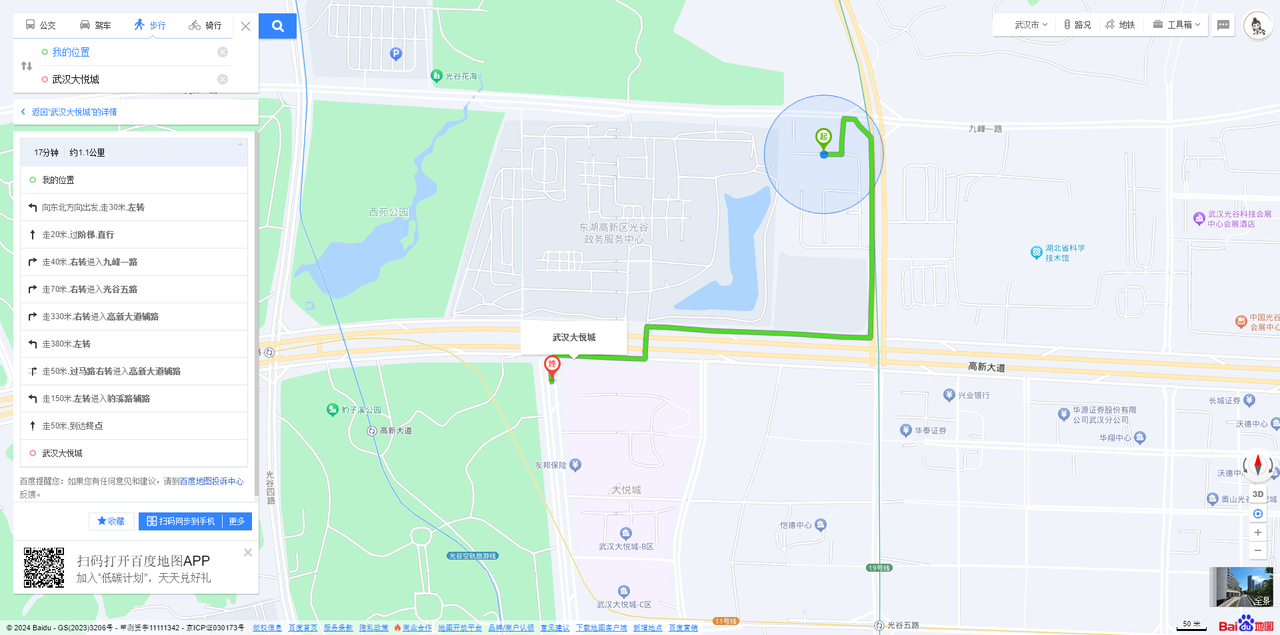 公交
驾车
步行
骑行
我的位置
武汉大悦城
返回"武汉大悦城"的详情
17分钟 约1.1公里
我的位置
向东北方向出发,走30米,左转
走20米,过阶梯,直行
走40米,右转进入九峰一路
走70米,右转进入光谷五路
走330米,右转进入高新大道辅路
走380米,左转
走50米,过马路右转进入高新大道辅路
走150米,左转进入豹溪路辅路
走50米,到达终点
武汉大悦城
百度提醒您：如果您有任何意见和建议，请到百度地图投诉中心
反馈。
收藏
扫码同步到手机
更多
扫码打开百度地图APP
加入"低碳计划"，天天兑好礼
武汉市
路况
地铁
工具箱
P
光谷花海
西苑公园
东湖高新区光谷
政务服务中心
起
九峰一路
武汉光谷科技会展
中心会展酒店
湖北省科学
技术馆
中国光谷
会展中心
武汉大悦城
终
高新大道
豹子溪公园
高新大道
光谷四路
兴业银行
华源证券股份有限
公司武汉分公司
长城证券
沃德中心
华泰证券
华翔中心
沃德中心
友邦保险
大悦城
恺德中心
武汉大悦城-B区
光谷空轨旅游线
19号线
武汉大悦城-C区
11号线
光谷五路
3D
全景
50 米
Bai du 地图
© 2024 Baidu - GS(2023)3206号 - 甲测资字11111342 - 京ICP证030173号 - 版权信息 百度首页 服务条款 隐私政策 商业合作 地图开放平台 品牌/商户认领 意见建议 下载地图客户端 新增地点 百度营销